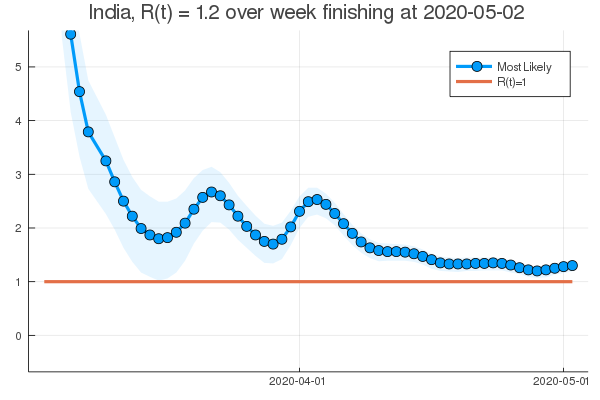 India, R(t) = 1.2 over week finishing at 2020-05-02
5
4
3
2
1
0
Most Likely
R(t)=1
2020-04-01
2020-05-01